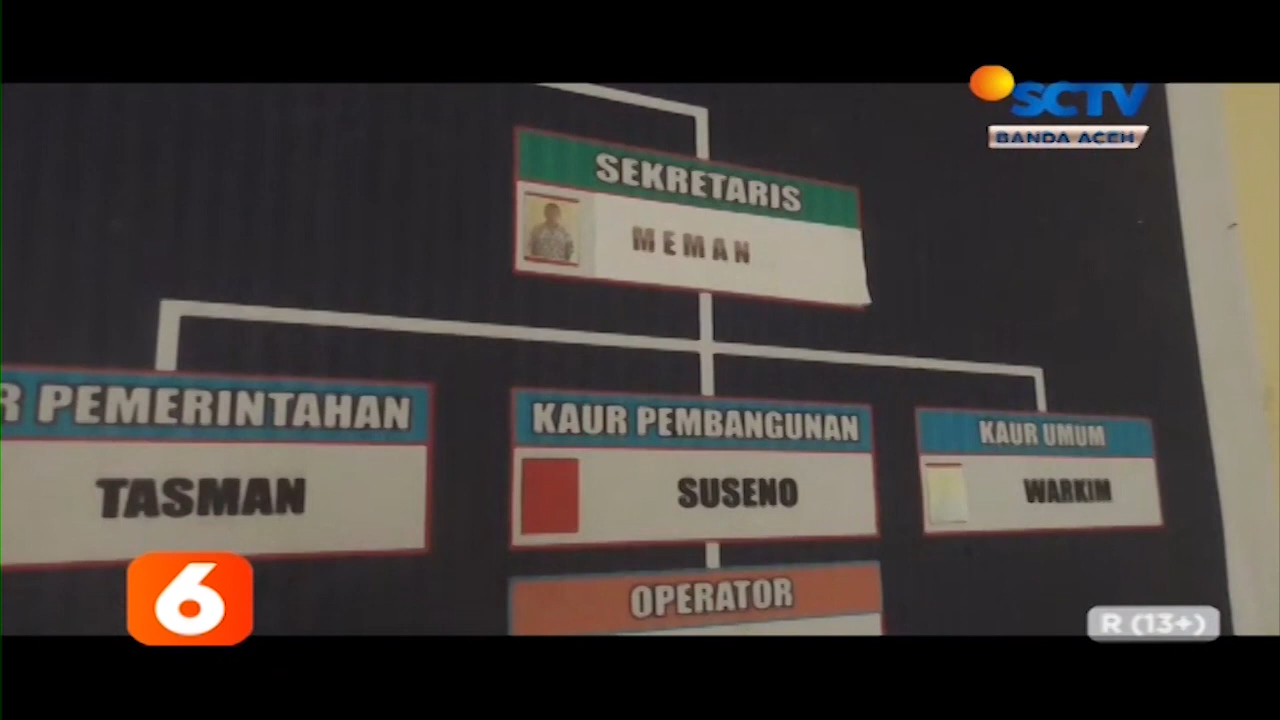 SCTV
BANDA ACEH
SEKRETARIS
MEMAN
R PEMERINTAHAN
TASMAN
KAUR PEMBANGUNAN
SUSENO
KAUR UMUM
WARKIM
OPERATOR
6
R (13+)